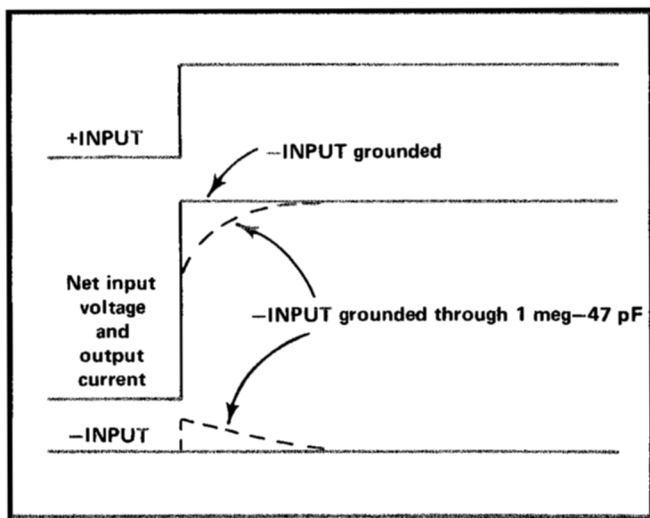 +INPUT
−INPUT grounded
Net input
voltage
and
output
current
−INPUT grounded through 1 meg−47 pF
−INPUT